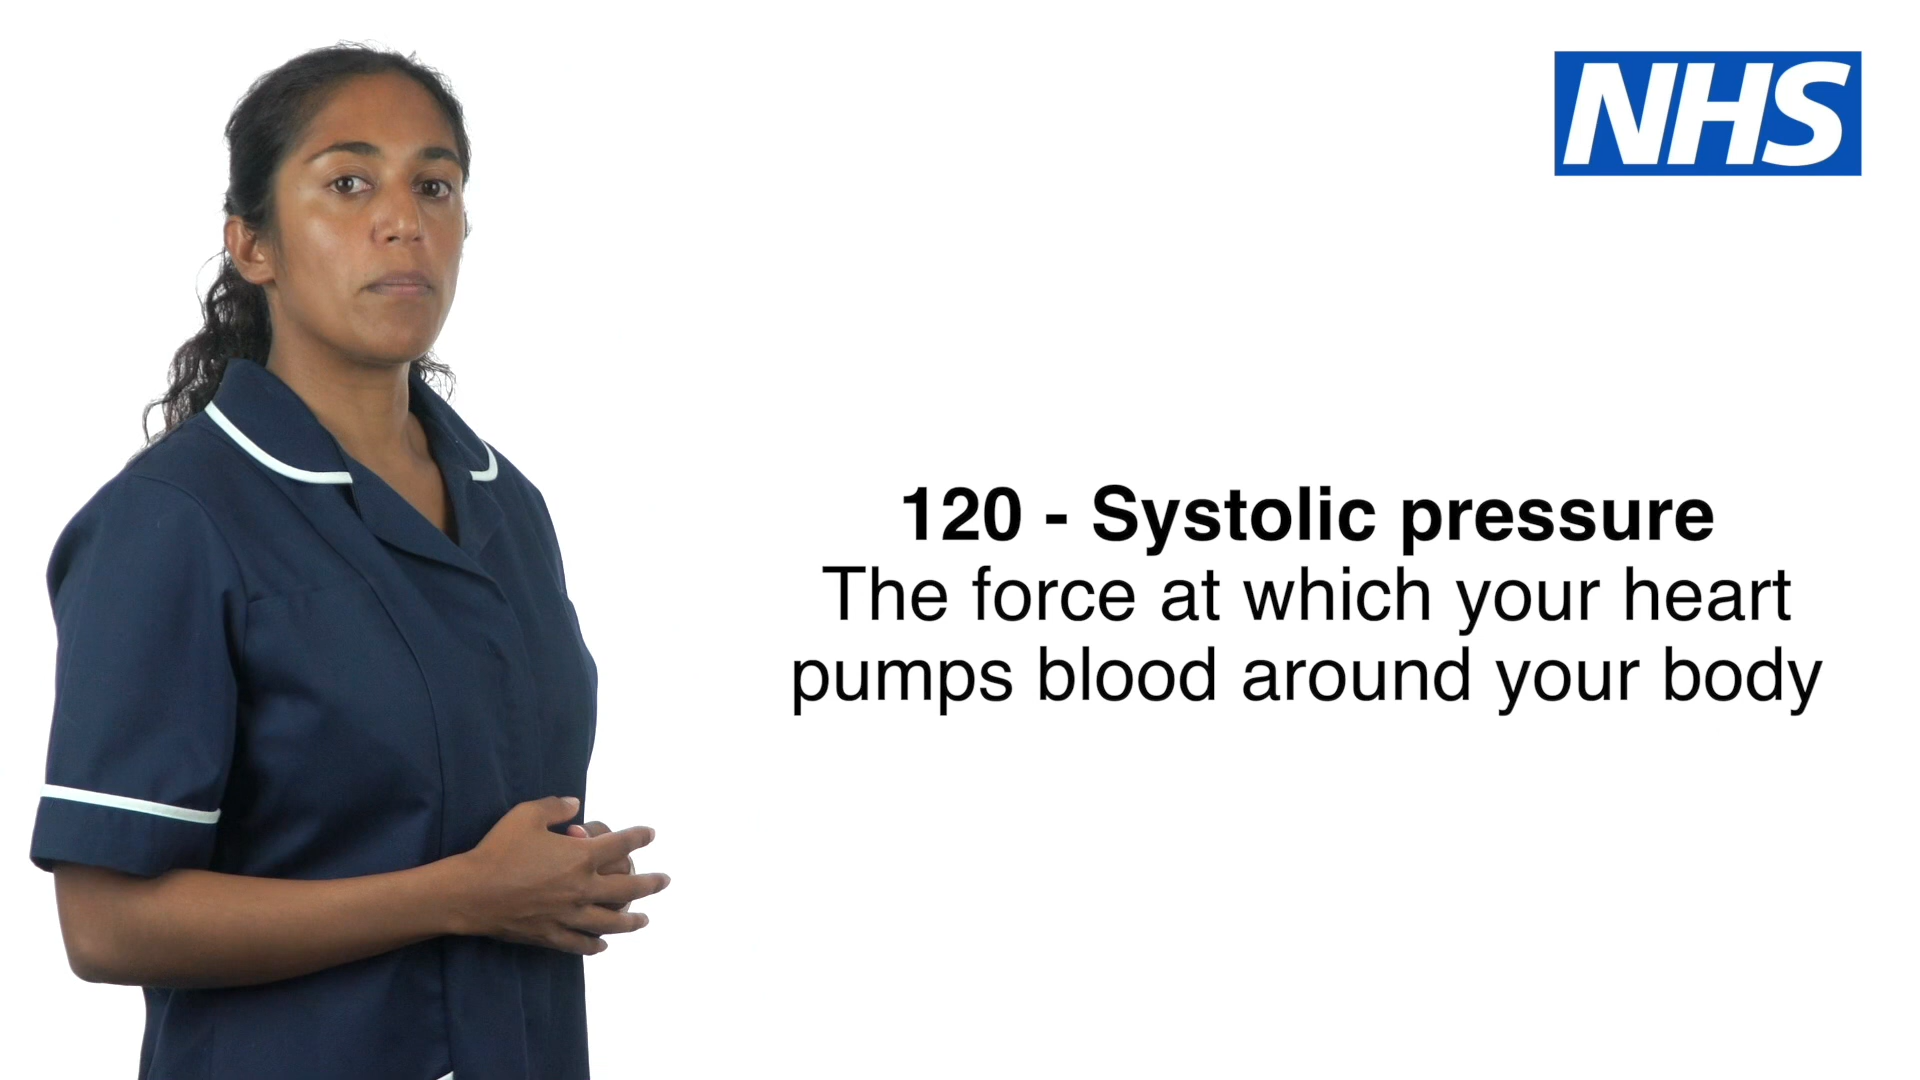 NHS
120 - Systolic pressure
The force at which your heart
pumps blood around your body